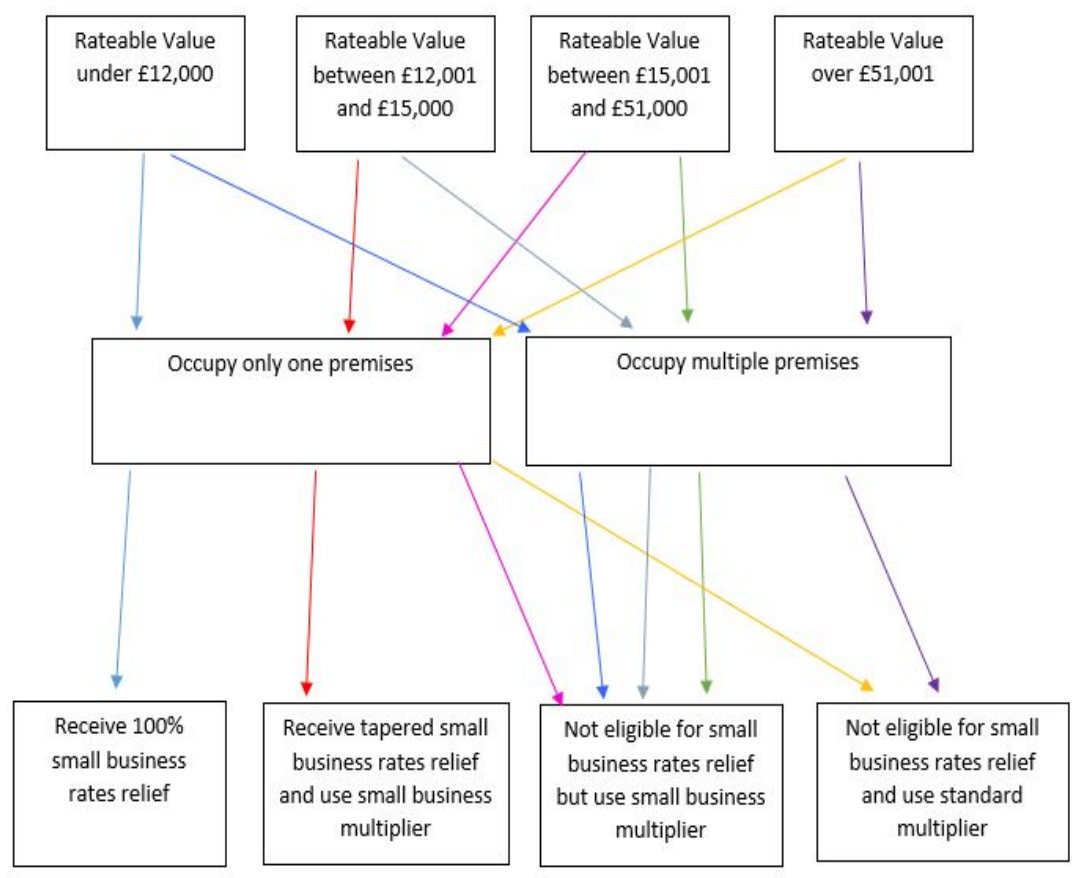 Rateable Value
under £12,000
Rateable Value
between £12,001
and £15,000
Rateable Value
between £15,001
and £51,000
Rateable Value
over £51,001
Occupy only one premises
Occupy multiple premises
Receive 100%
small business
rates relief
Receive tapered small
business rates relief
and use small business
multiplier
Not eligible for small
business rates relief
but use small business
multiplier
Not eligible for small
business rates relief
and use standard
multiplier